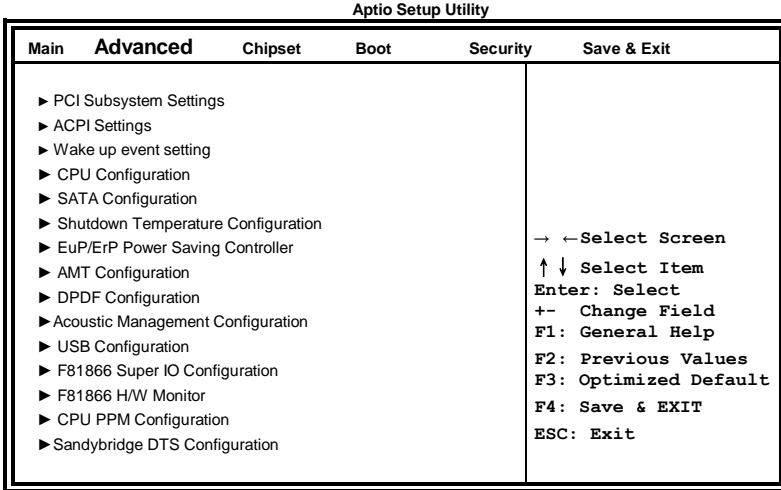 Aptio Setup Utility
Main Advanced Chipset Boot Security Save & Exit
► PCI Subsystem Settings
► ACPI Settings
► Wake up event setting
► CPU Configuration
► SATA Configuration
► Shutdown Temperature Configuration
► EuP/ErP Power Saving Controller
► AMT Configuration
► DPDF Configuration
►Acoustic Management Configuration
► USB Configuration
► F81866 Super IO Configuration
► F81866 H/W Monitor
► CPU PPM Configuration
►Sandybridge DTS Configuration
→ ←Select Screen
↑↓ Select Item
Enter: Select
+- Change Field
F1: General Help
F2: Previous Values
F3: Optimized Default
F4: Save & EXIT
ESC: Exit